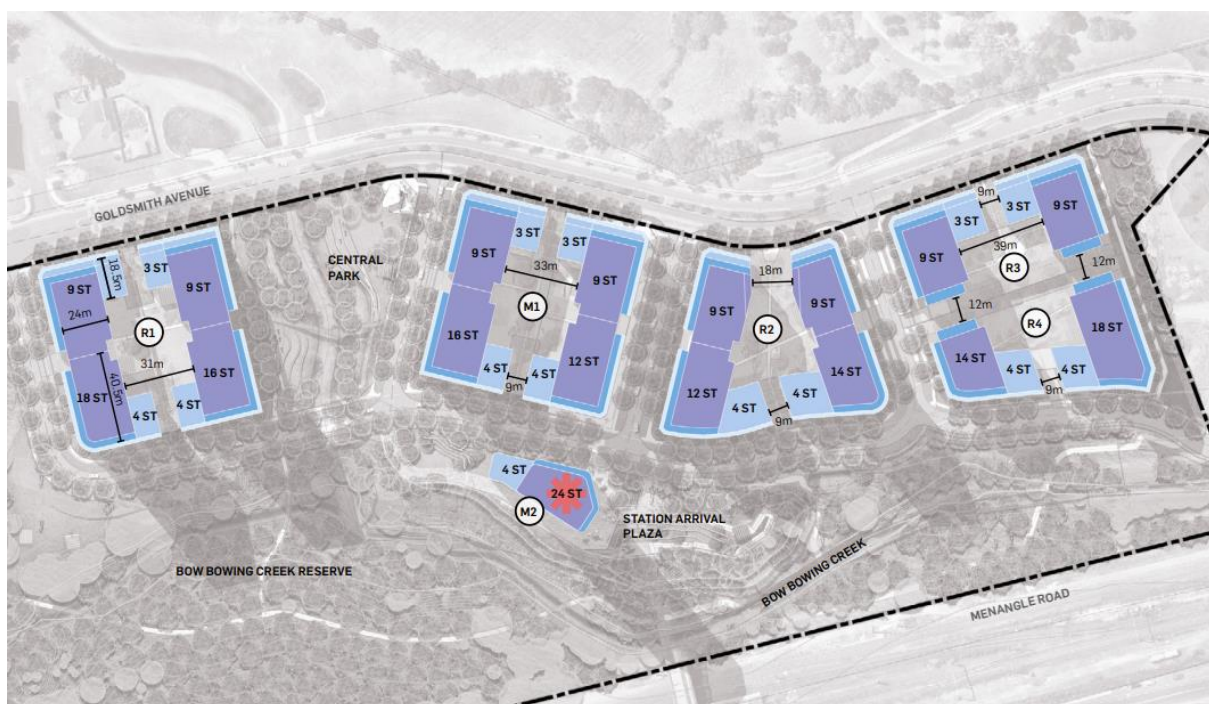 GOLDSMITH AVENUE
CENTRAL
PARK
9 ST
18.5m
3 ST
9 ST
24m
R1
31m
18 ST
40.5m
16 ST
4 ST
4 ST
9 ST
3 ST
3 ST
9 ST
33m
M1
16 ST
12 ST
4 ST
4 ST
9m
18m
9 ST
9 ST
R2
12 ST
14 ST
4 ST
4 ST
9m
9m
3 ST
3 ST
9 ST
9 ST
39m
R3
12m
12m
R4
18 ST
14 ST
4 ST
4 ST
9m
4 ST
24 ST
M2
STATION ARRIVAL
PLAZA
BOW BOWING CREEK RESERVE
BOW BOWING CREEK
MENANGLE ROAD